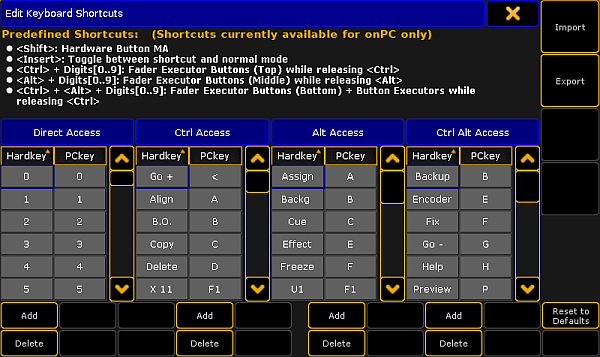 Edit Keyboard Shortcuts
Import
Predefined Shortcuts: (Shortcuts currently available for onPC only)
● <Shift>: Hardware Button MA
● <Insert>: Toggle between shortcut and normal mode
● <Ctrl> + Digits[0..9]: Fader Executor Buttons (Top) while releasing <Ctrl>
● <Alt> + Digits[0..9]: Fader Executor Buttons (Middle) while releasing <Alt>
● <Ctrl> + <Alt> + Digits[0..9]: Fader Executor Buttons (Bottom) + Button Executors while
releasing <Ctrl>
Export
Direct Access Ctrl Access Alt Access Ctrl Alt Access
Hardkey PCkey Hardkey PCkey Hardkey PCkey Hardkey PCkey
0 0 Go + < Assign A Backup B
1 1 Align A Backg B Encoder E
2 2 B.O. B Cue C Fix F
3 3 Copy C Effect E Go - G
4 4 Delete D Freeze F Help H
5 5 X 11 F1 U1 F1 Preview P
Add Add Add Add Reset to
Defaults
Delete Delete Delete Delete